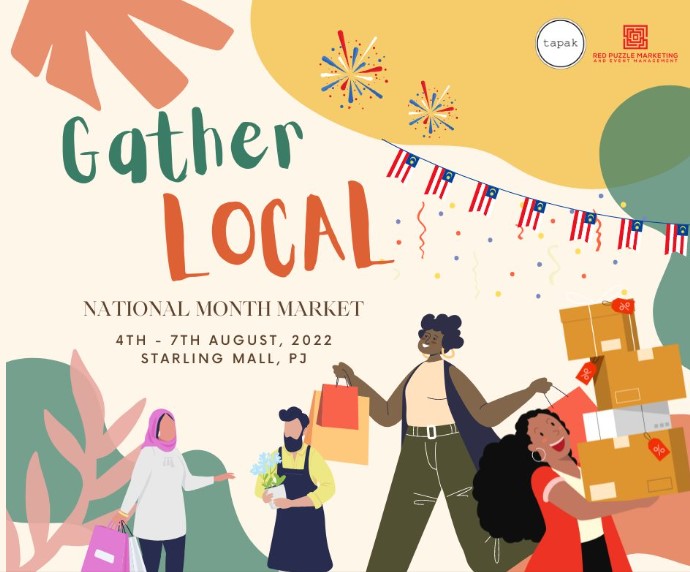 tapak
RED PUZZLE MARKETING
AND EVENT MANAGEMENT
Gather
LOCAL
NATIONAL MONTH MARKET
4TH - 7TH AUGUST, 2022
STARLING MALL, PJ